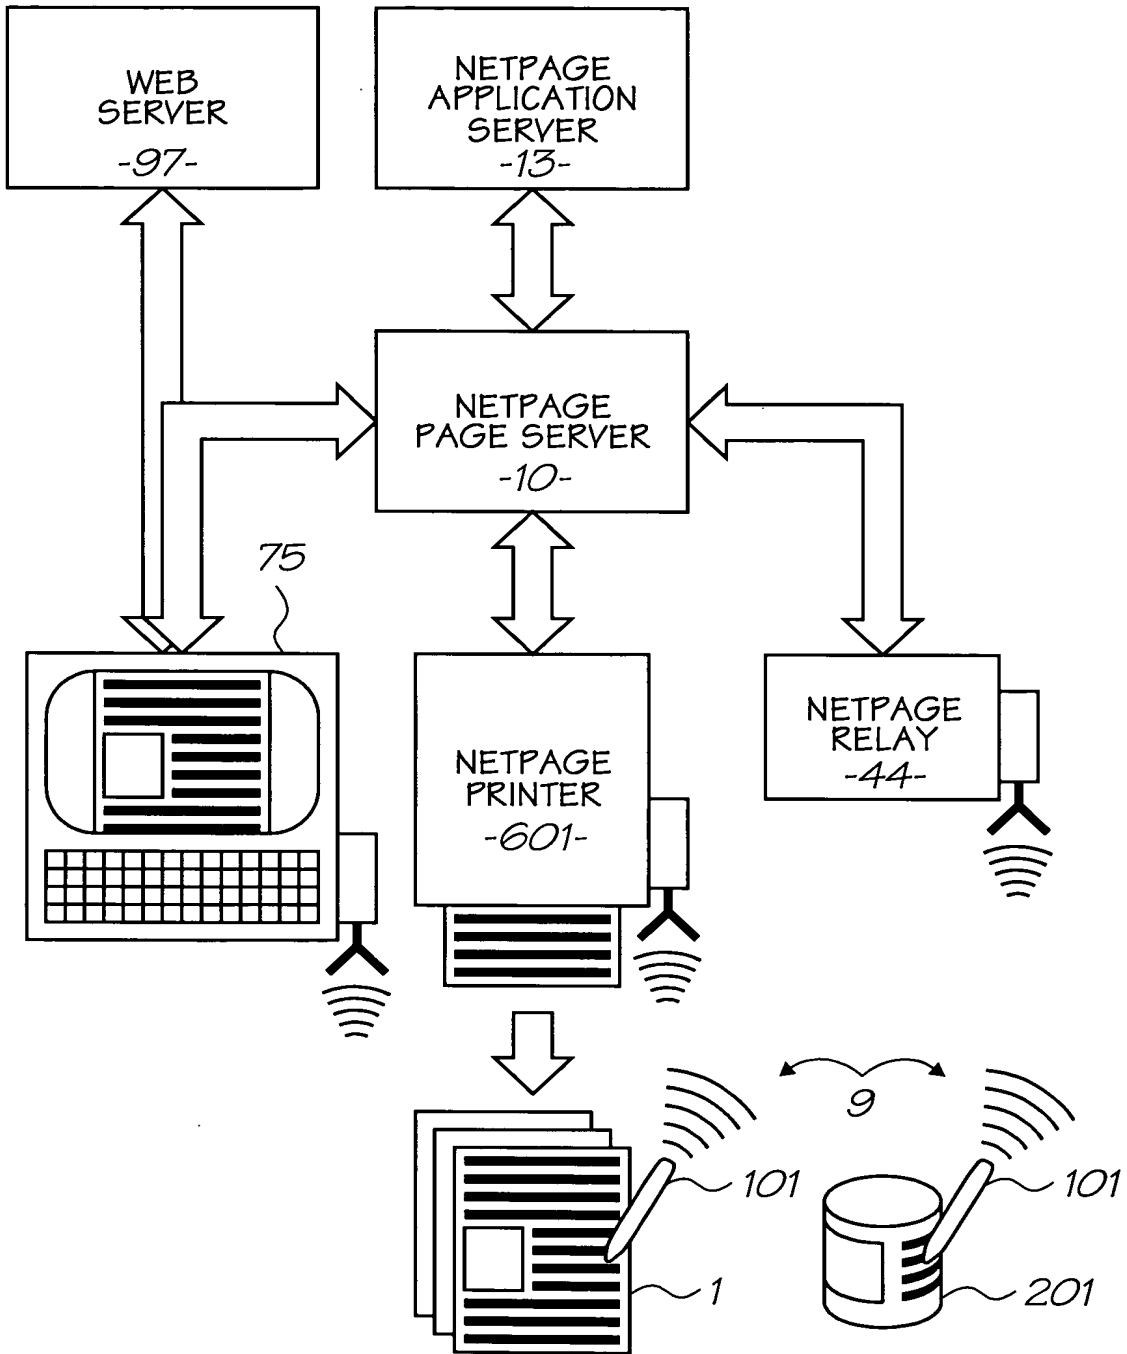 WEB
SERVER
-97-
NETPAGE
APPLICATION
SERVER
-13-
NETPAGE
PAGE SERVER
-10-
75
NETPAGE
PRINTER
-601-
NETPAGE
RELAY
-44-
9
101
101
1
201